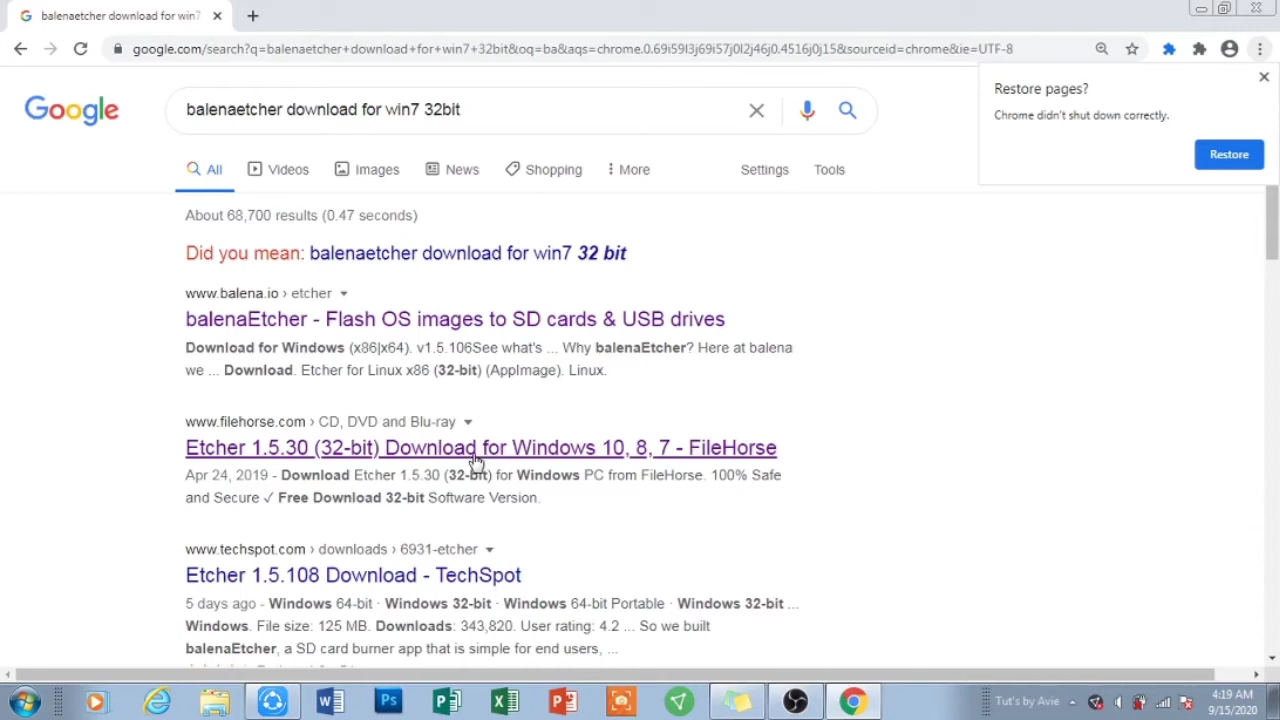 balenaetcher download for win7
google.com/search?q=balenaetcher+download+for+win7+32bit&oq=ba&aqs=chrome.0.69i59l3j69i57j0l2j46j0.4516j0j15&sourceid=chrome&ie=UTF-8
Restore pages?
Chrome didn't shut down correctly.
Restore
Google
balenaetcher download for win7 32bit
All
Videos
Images
News
Shopping
More
Settings
Tools
About 68,700 results (0.47 seconds)
Did you mean: balenaetcher download for win7 32 bit
www.balena.io › etcher
balenaEtcher - Flash OS images to SD cards & USB drives
Download for Windows (x86|x64). v1.5.106See what's ... Why balenaEtcher? Here at balena
we ... Download. Etcher for Linux x86 (32-bit) (AppImage). Linux.
www.filehorse.com › CD, DVD and Blu-ray
Etcher 1.5.30 (32-bit) Download for Windows 10, 8, 7 - FileHorse
Apr 24, 2019 - Download Etcher 1.5.30 (32-bit) for Windows PC from FileHorse. 100% Safe
and Secure ✓ Free Download 32-bit Software Version.
www.techspot.com › downloads › 6931-etcher
Etcher 1.5.108 Download - TechSpot
5 days ago - Windows 64-bit · Windows 32-bit · Windows 64-bit Portable · Windows 32-bit ...
Windows. File size: 125 MB. Downloads: 343,820. User rating: 4.2 ... So we built
balenaEtcher, a SD card burner app that is simple for end users, ...
Tut's by Avie
4:19 AM
9/15/2020